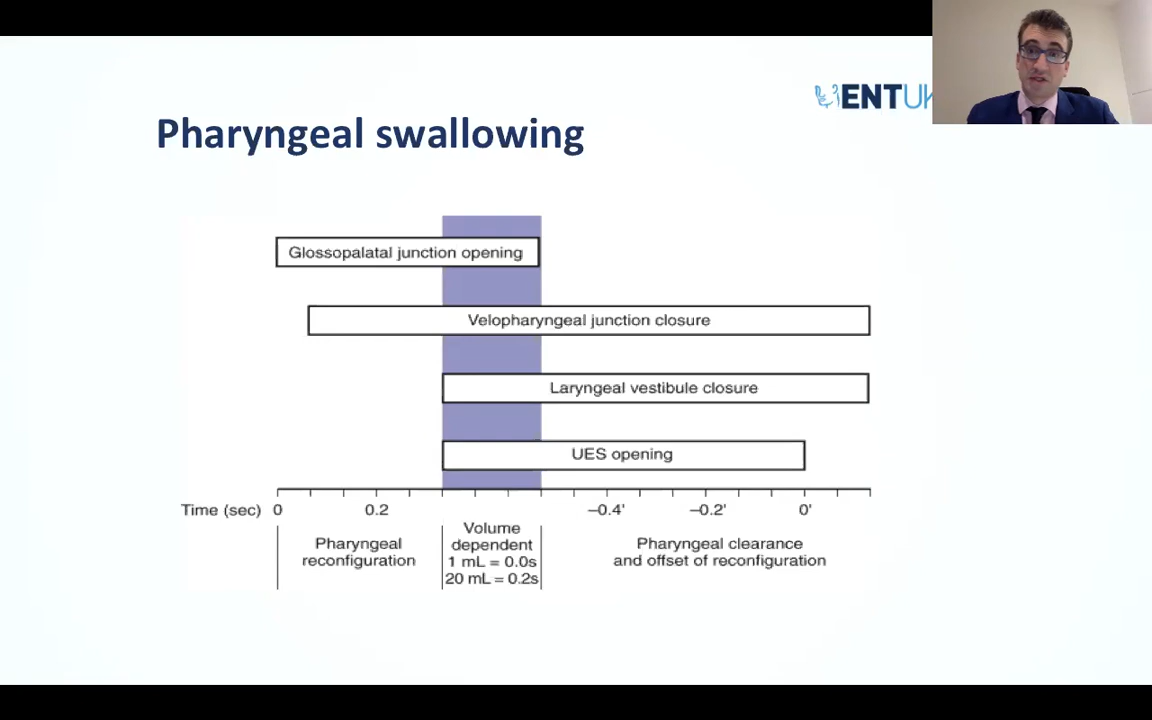 ENTUK
Pharyngeal swallowing
Glossopalatal junction opening
Velopharyngeal junction closure
Laryngeal vestibule closure
UES opening
Time (sec) 0 0.2 –0.4' –0.2' 0'
Pharyngeal
reconfiguration
Volume
dependent
1 mL = 0.0s
20 mL = 0.2s
Pharyngeal clearance
and offset of reconfiguration